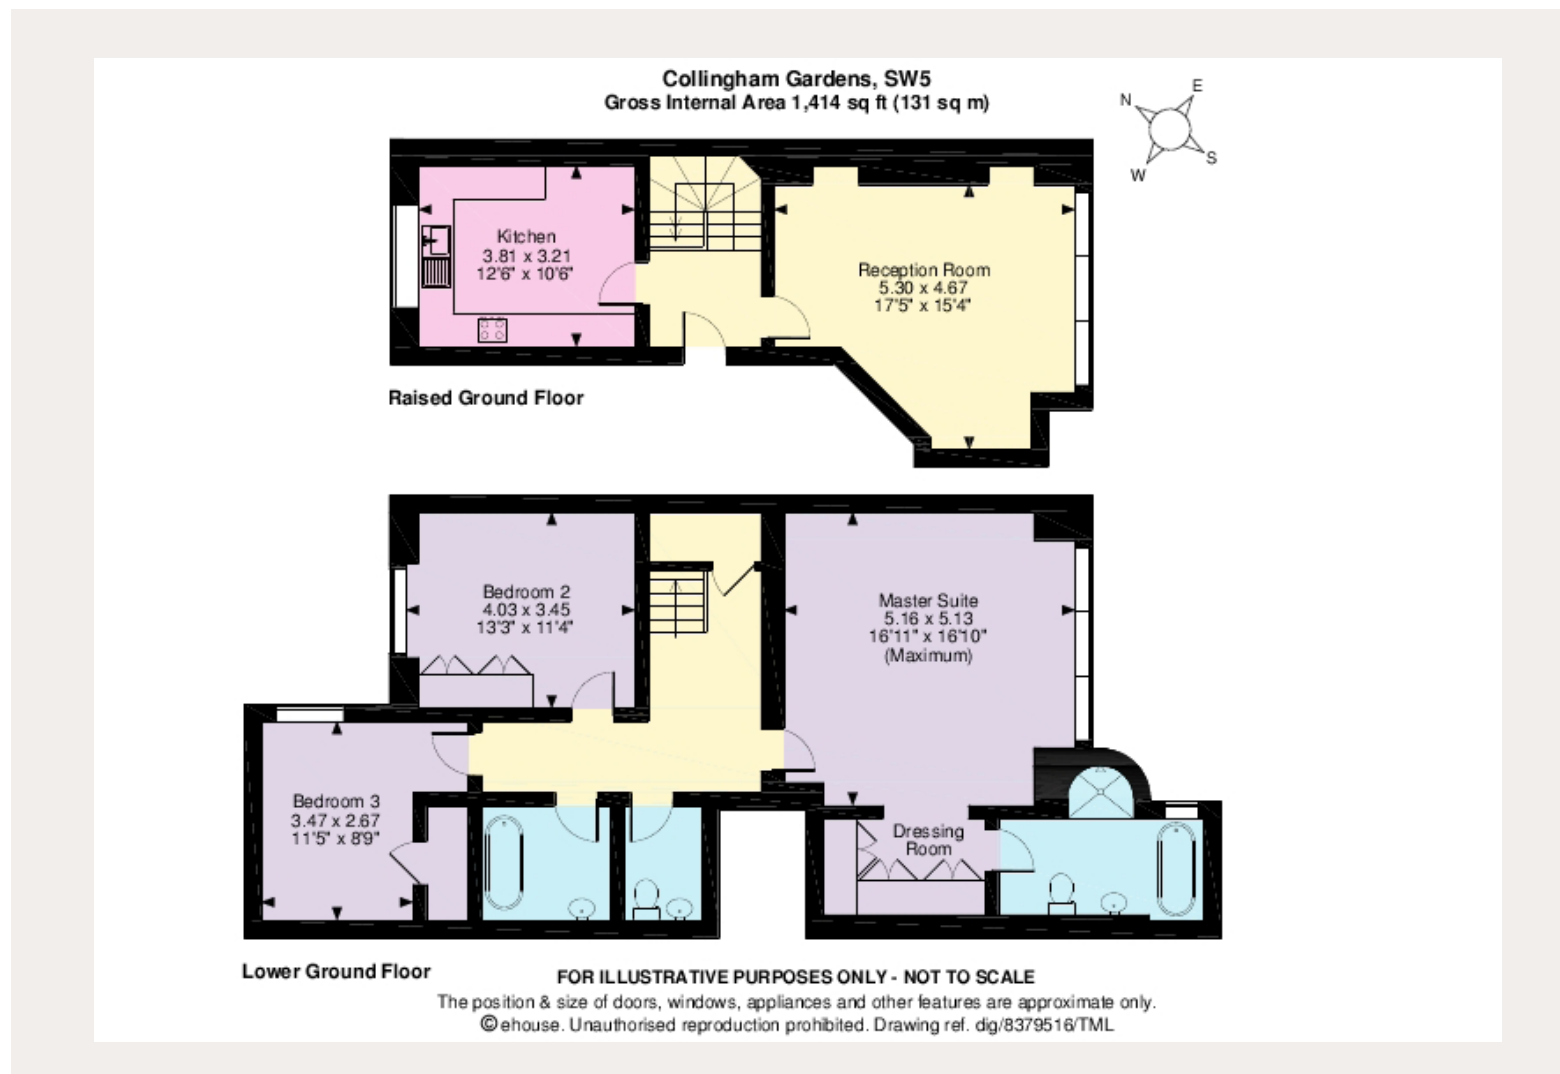 Collingham Gardens, SW5
Gross Internal Area 1,414 sq ft (131 sq m)
N
E
W
S
Kitchen
3.81 x 3.21
12'6" x 10'6"
Reception Room
5.30 x 4.67
17'5" x 15'4"
Raised Ground Floor
Bedroom 2
4.03 x 3.45
13'3" x 11'4"
Master Suite
5.16 x 5.13
16'11" x 16'10"
(Maximum)
Bedroom 3
3.47 x 2.67
11'5" x 8'9"
Dressing
Room
Lower Ground Floor
FOR ILLUSTRATIVE PURPOSES ONLY - NOT TO SCALE
The position & size of doors, windows, appliances and other features are approximate only.
© ehouse. Unauthorised reproduction prohibited. Drawing ref. dig/8379516/TML